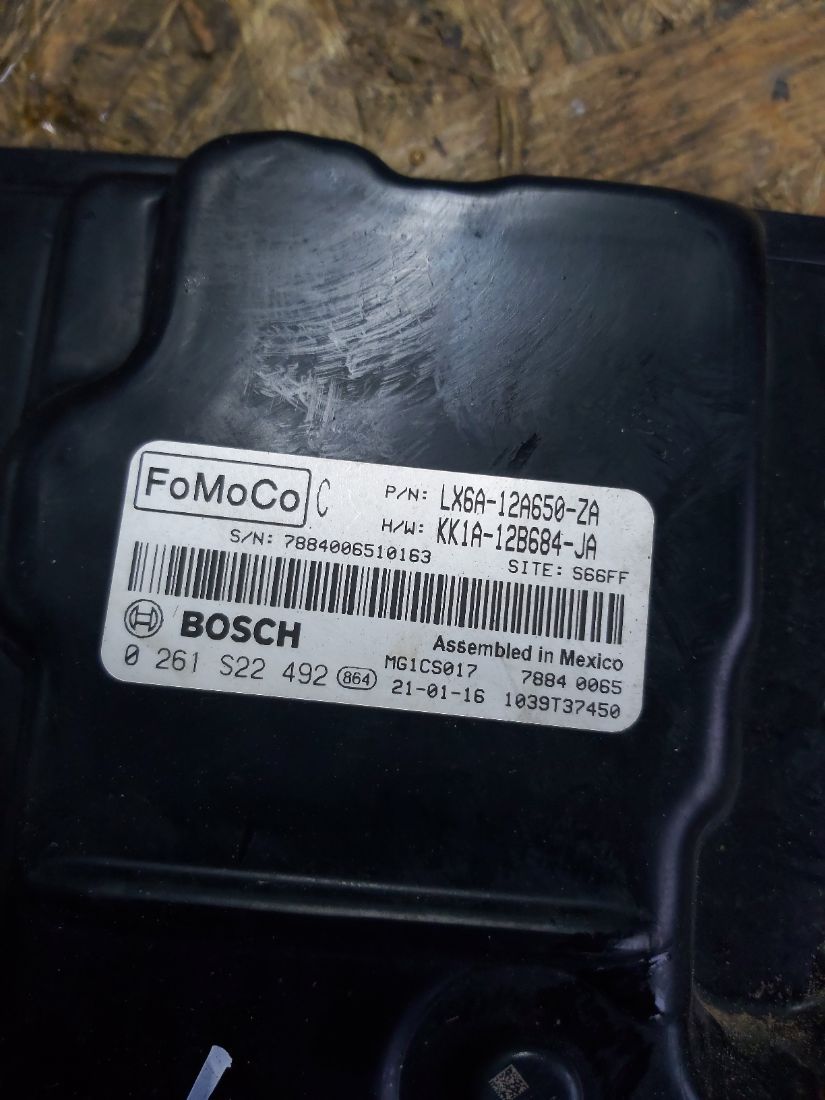 FoMoCo C P/N: LX6A-12A650-ZA
H/W: KK1A-12B684-JA
S/N: 7884006510163 SITE: S66FF
BOSCH Assembled in Mexico
0 261 S22 492 864 MG1CS017 7884 0065
21-01-16 1039T37450